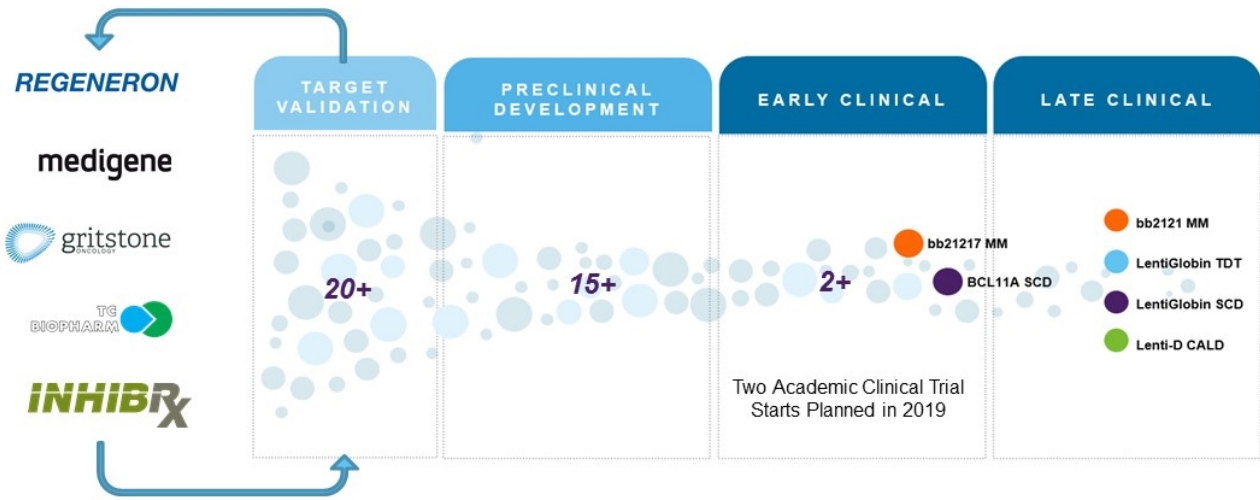 REGENERON
medigene
gritstone
ONCOLOGY
TC
BIOPHARM
INHIBRx
TARGET
VALIDATION
20+
PRECLINICAL
DEVELOPMENT
15+
EARLY CLINICAL
2+
bb21217 MM
BCL11A SCD
Two Academic Clinical Trial
Starts Planned in 2019
LATE CLINICAL
bb2121 MM
LentiGlobin TDT
LentiGlobin SCD
Lenti-D CALD